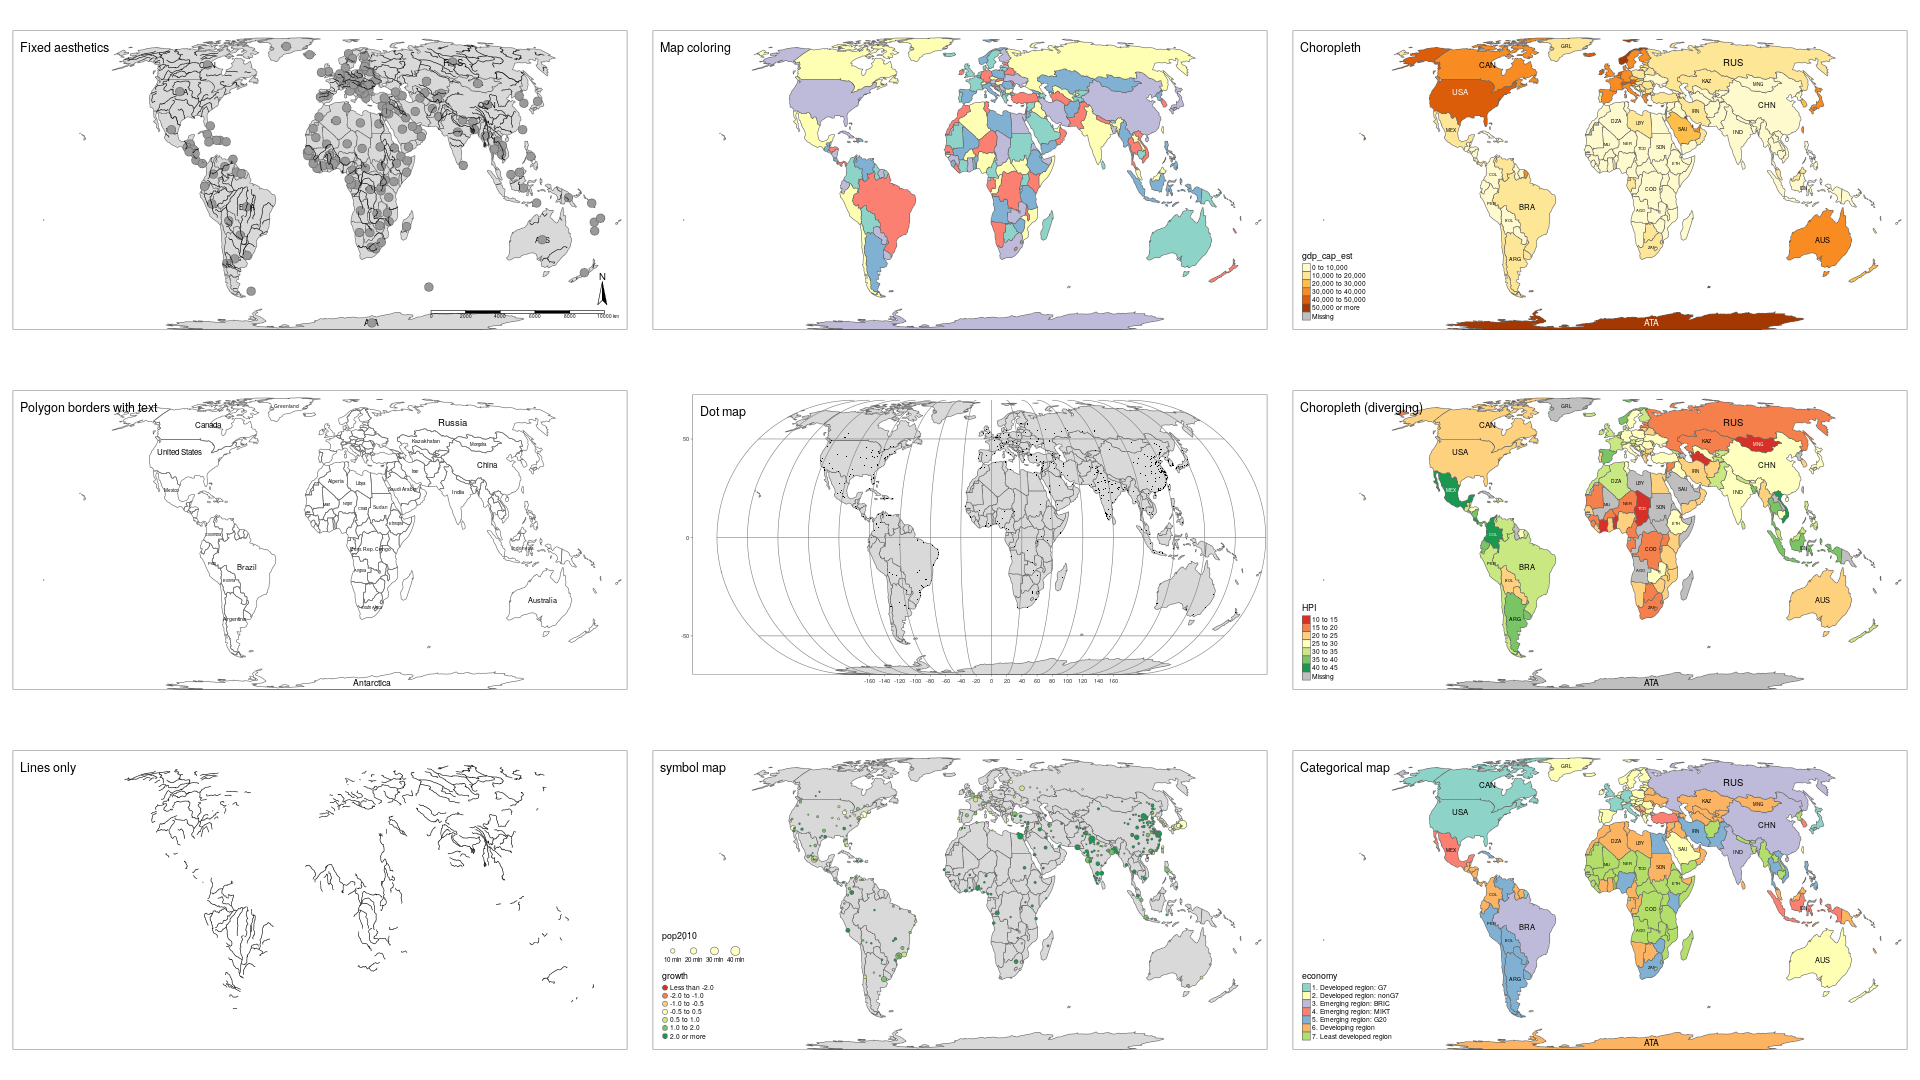 Fixed aesthetics
N
0 2000 4000 6000 8000 10000 km
Map coloring
Choropleth
GRL
CAN
RUS
USA
KAZ
MNG
CHN
MEX
DZA
LBY
SAU
IRN
IND
NER
TCD
SDN
ETH
COL
COD
BRA
PER
BOL
AGO
ARG
ZAF
AUS
ATA
gdp_cap_est
0 to 10,000
10,000 to 20,000
20,000 to 30,000
30,000 to 40,000
40,000 to 50,000
50,000 or more
Missing
Polygon borders with text
Greenland
Canada
Russia
United States
Kazakhstan
Mongolia
China
Mexico
Algeria
Libya
Saudi Arabia
Iran
India
Niger
Chad
Sudan
Ethiopia
Colombia
Dem. Rep. Congo
Indonesia
Peru
Brazil
Bolivia
Angola
Australia
Argentina
South Africa
Antarctica
Dot map
50
0
-50
-160 -140 -120 -100 -80 -60 -40 -20 0 20 40 60 80 100 120 140 160
Choropleth (diverging)
GRL
CAN
RUS
USA
KAZ
MNG
CHN
MEX
DZA
LBY
SAU
IRN
IND
NER
TCD
SDN
ETH
COL
COD
BRA
PER
BOL
AGO
ARG
ZAF
AUS
ATA
HPI
10 to 15
15 to 20
20 to 25
25 to 30
30 to 35
35 to 40
40 to 45
Missing
Lines only
symbol map
pop2010
10 mln 20 mln 30 mln 40 mln
growth
Less than -2.0
-2.0 to -1.0
-1.0 to -0.5
-0.5 to 0.5
0.5 to 1.0
1.0 to 2.0
2.0 or more
Categorical map
GRL
CAN
RUS
USA
KAZ
MNG
CHN
MEX
DZA
LBY
SAU
IRN
IND
NER
TCD
SDN
ETH
COL
COD
BRA
PER
BOL
AGO
ARG
ZAF
AUS
ATA
economy
1. Developed region: G7
2. Developed region: nonG7
3. Emerging region: BRIC
4. Emerging region: MIKT
5. Emerging region: G20
6. Developing region
7. Least developed region